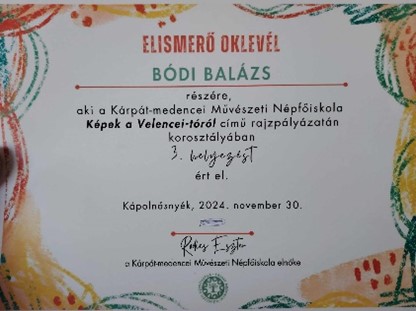 ELISMERŐ OKLEVÉL
BÓDI BALÁZS
részére,
aki a Kárpát-medencei Művészeti Népfőiskola
Képek a Velencei-tóról című rajzpályázatán
korosztályában
3. helyezést
ért el.
Kápolnásnyék, 2024. november 30.
Eszter
a Kárpát-medencei Művészeti Népfőiskola elnöke